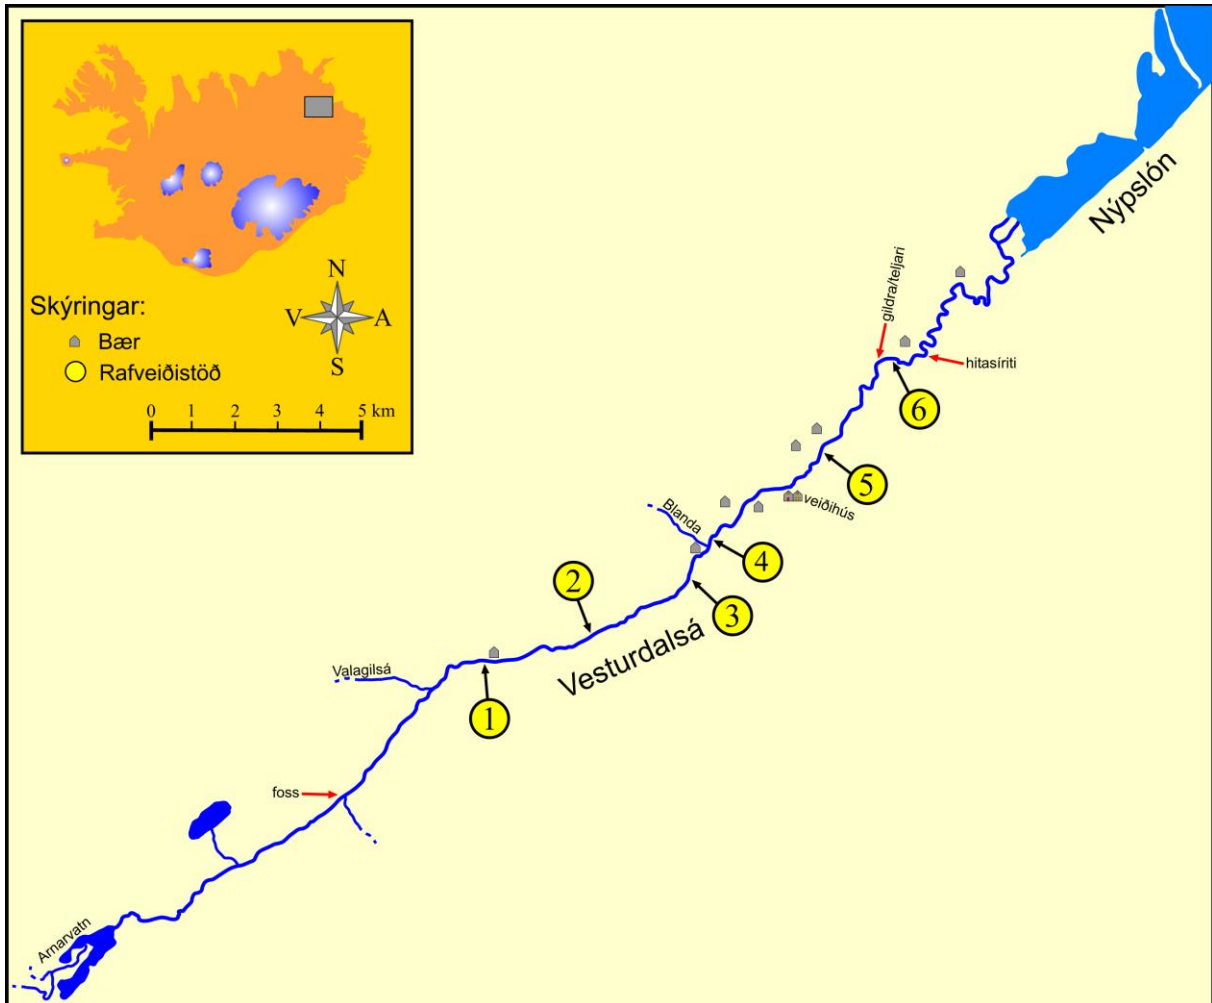 N
V A
S
Skýringar:
Bær
Rafveiðistöð
0 1 2 3 4 5 km
Nýpslón
gildra/teljari
hitasíriti
6
5
veiðihús
Blanda
4
2
3
Vesturdalsá
Valagilsá
1
foss
Arnarvatn